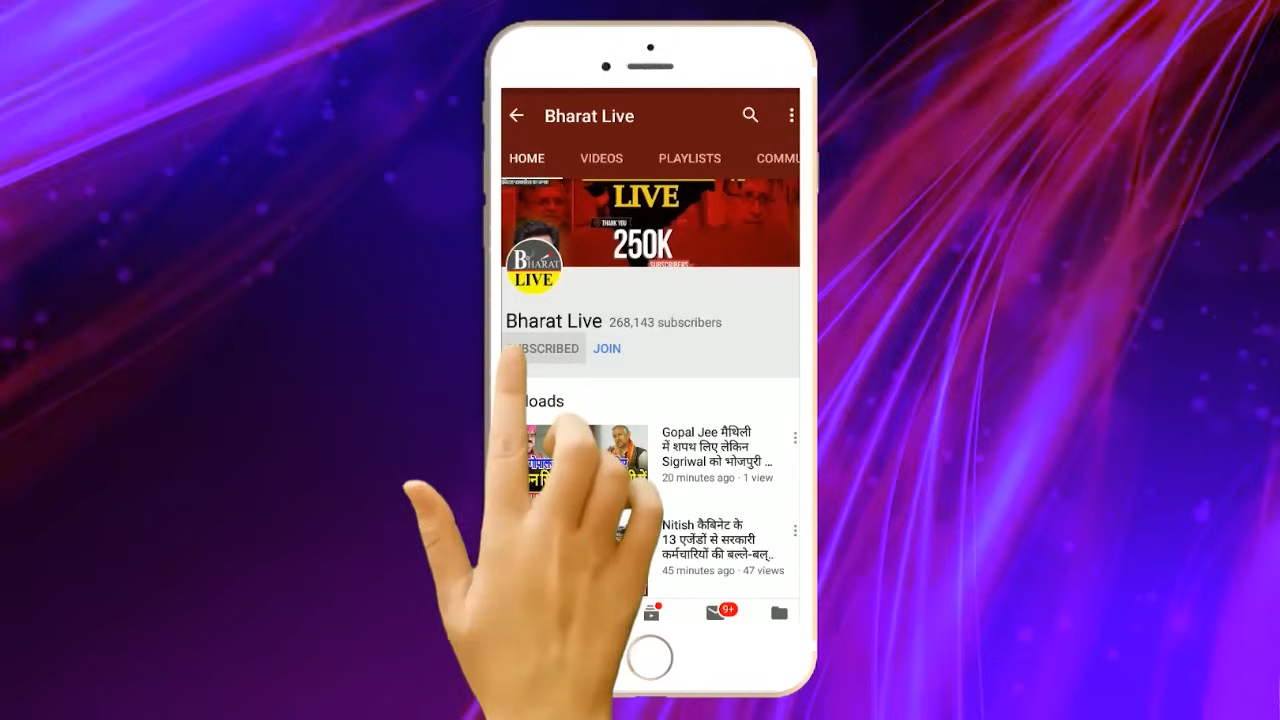 Bharat Live
HOME VIDEOS PLAYLISTS COMMU
LIVE
THANK YOU
250K
SUBSCRIBERS
BHARAT
LIVE
Bharat Live 268,143 subscribers
UBSCRIBED JOIN
loads
Gopal Jee मैथिली
में शपथ लिए लेकिन
Sigriwal को भोजपुरी ...
20 minutes ago · 1 view
Nitish कैबिनेट के
13 एजेंडों से सरकारी
कर्मचारियों की बल्ले-बल्..
45 minutes ago · 47 views
9+